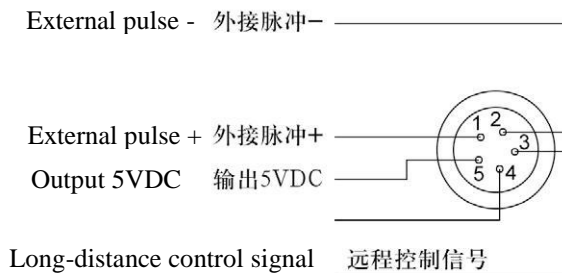 External pulse - 外接脉冲−
External pulse + 外接脉冲+
Output 5VDC 输出5VDC
1 2 3
5 4
Long-distance control signal 远程控制信号